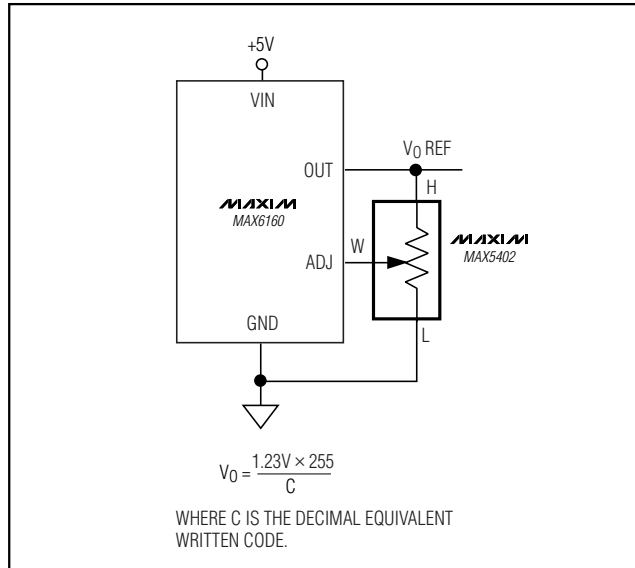 +5V
VIN
V0 REF
OUT
H
MAXIM
MAX6160
W
MAXIM
MAX5402
ADJ
GND
L
V0 = 1.23V × 255
C
WHERE C IS THE DECIMAL EQUIVALENT
WRITTEN CODE.